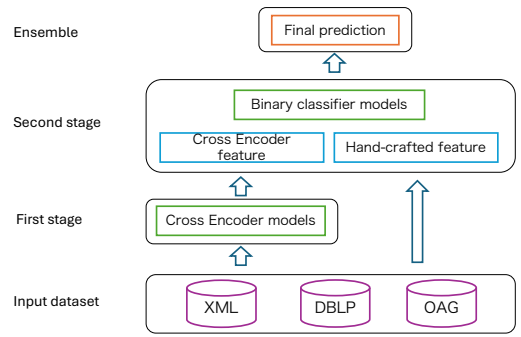 Ensemble
Final prediction
Second stage
Binary classifier models
Cross Encoder
feature
Hand-crafted feature
First stage
Cross Encoder models
Input dataset
XML
DBLP
OAG